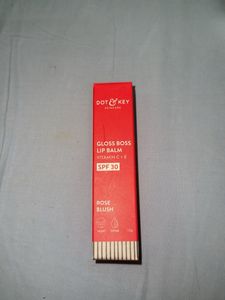 DOT & KEY
SKINCARE
GLOSS BOSS
LIP BALM
VITAMIN C + E
SPF 30
ROSE
BLUSH